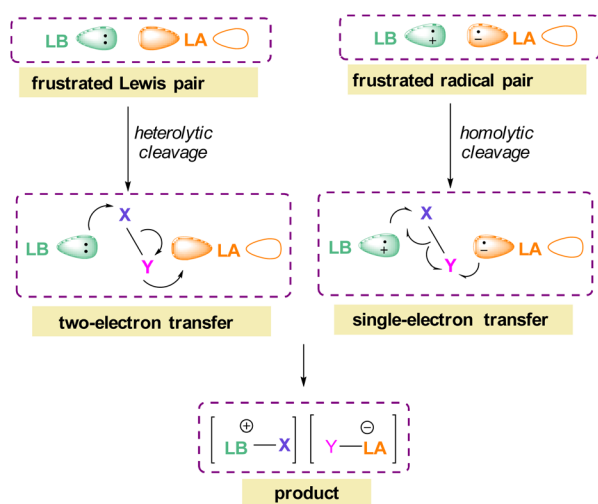 LB : LA
frustrated Lewis pair
LB •• + •• − LA
frustrated radical pair
heterolytic
cleavage
homolytic
cleavage
X
LB : LA
Y
two-electron transfer
X
LB •• + •• − LA
Y
single-electron transfer
[LB⊕—X] [Y—LA⊖]
product